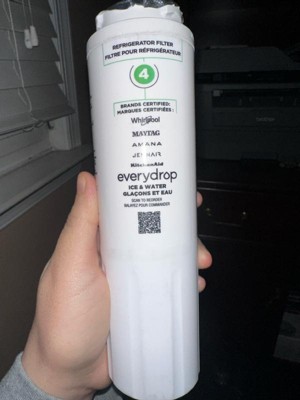 REFRIGERATOR FILTER
FILTRE POUR RÉFRIGÉRATEUR
4
BRANDS CERTIFIED:
MARQUES CERTIFIÉES:
Whirlpool
MAYTAG
AMANA
JENNAIR
KitchenAid
everydrop
ICE & WATER
GLAÇONS ET EAU
SCAN TO REORDER
BALAYEZ POUR COMMANDER